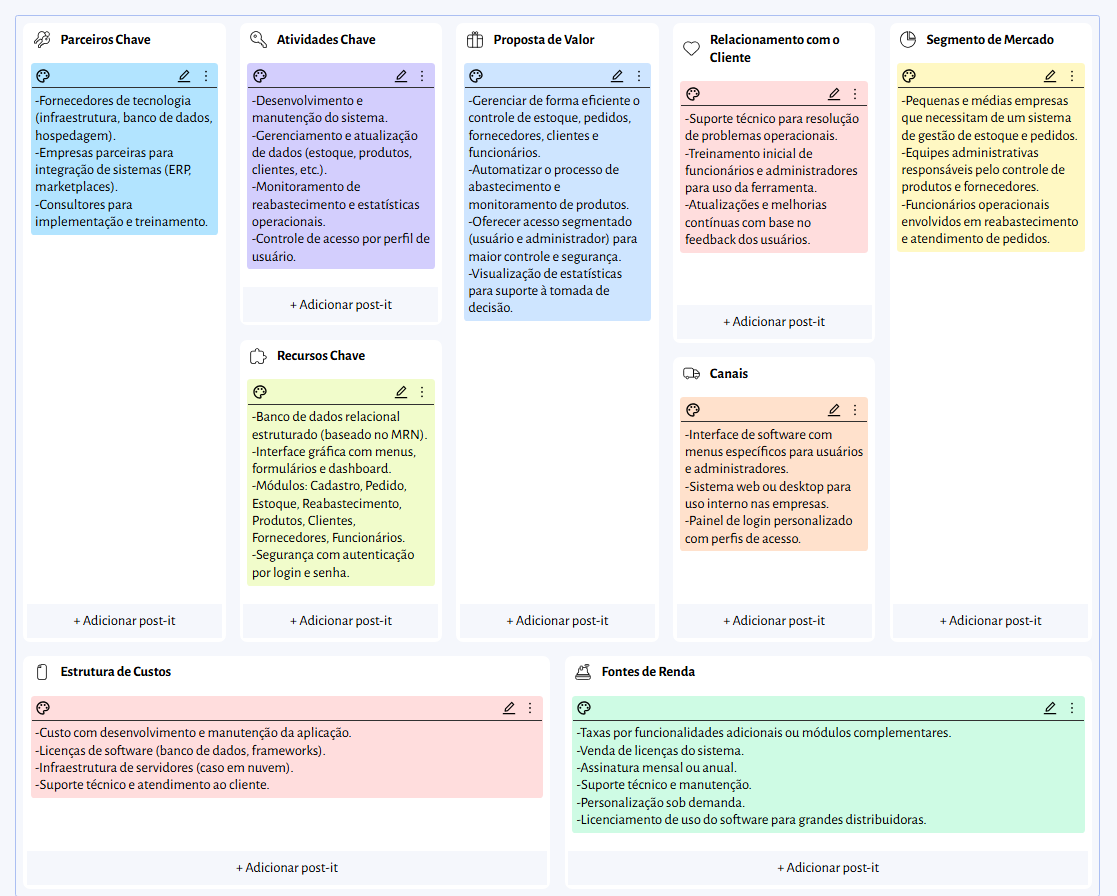 Parceiros Chave
-Fornecedores de tecnologia
(infraestrutura, banco de dados,
hospedagem).
-Empresas parceiras para
integração de sistemas (ERP,
marketplaces).
-Consultores para
implementação e treinamento.
+ Adicionar post-it
Atividades Chave
-Desenvolvimento e
manutenção do sistema.
-Gerenciamento e atualização
de dados (estoque, produtos,
clientes, etc.).
-Monitoramento de
reabastecimento e estatísticas
operacionais.
-Controle de acesso por perfil de
usuário.
+ Adicionar post-it
Recursos Chave
-Banco de dados relacional
estruturado (baseado no MRN).
-Interface gráfica com menus,
formulários e dashboard.
-Módulos: Cadastro, Pedido,
Estoque, Reabastecimento,
Produtos, Clientes,
Fornecedores, Funcionários.
-Segurança com autenticação
por login e senha.
+ Adicionar post-it
Proposta de Valor
-Gerenciar de forma eficiente o
controle de estoque, pedidos,
fornecedores, clientes e
funcionários.
-Automatizar o processo de
abastecimento e
monitoramento de produtos.
-Oferecer acesso segmentado
(usuário e administrador) para
maior controle e segurança.
-Visualização de estatísticas
para suporte à tomada de
decisão.
+ Adicionar post-it
Relacionamento com o
Cliente
-Suporte técnico para resolução
de problemas operacionais.
-Treinamento inicial de
funcionários e administradores
para uso da ferramenta.
-Atualizações e melhorias
contínuas com base no
feedback dos usuários.
+ Adicionar post-it
Canais
-Interface de software com
menus específicos para usuários
e administradores.
-Sistema web ou desktop para
uso interno nas empresas.
-Painel de login personalizado
com perfis de acesso.
+ Adicionar post-it
Segmento de Mercado
-Pequenas e médias empresas
que necessitam de um sistema
de gestão de estoque e pedidos.
-Equipes administrativas
responsáveis pelo controle de
produtos e fornecedores.
-Funcionários operacionais
envolvidos em reabastecimento
e atendimento de pedidos.
+ Adicionar post-it
Estrutura de Custos
-Custo com desenvolvimento e manutenção da aplicação.
-Licenças de software (banco de dados, frameworks).
-Infraestrutura de servidores (caso em nuvem).
-Suporte técnico e atendimento ao cliente.
+ Adicionar post-it
Fontes de Renda
-Taxas por funcionalidades adicionais ou módulos complementares.
-Venda de licenças do sistema.
-Assinatura mensal ou anual.
-Suporte técnico e manutenção.
-Personalização sob demanda.
-Licenciamento de uso do software para grandes distribuidoras.
+ Adicionar post-it